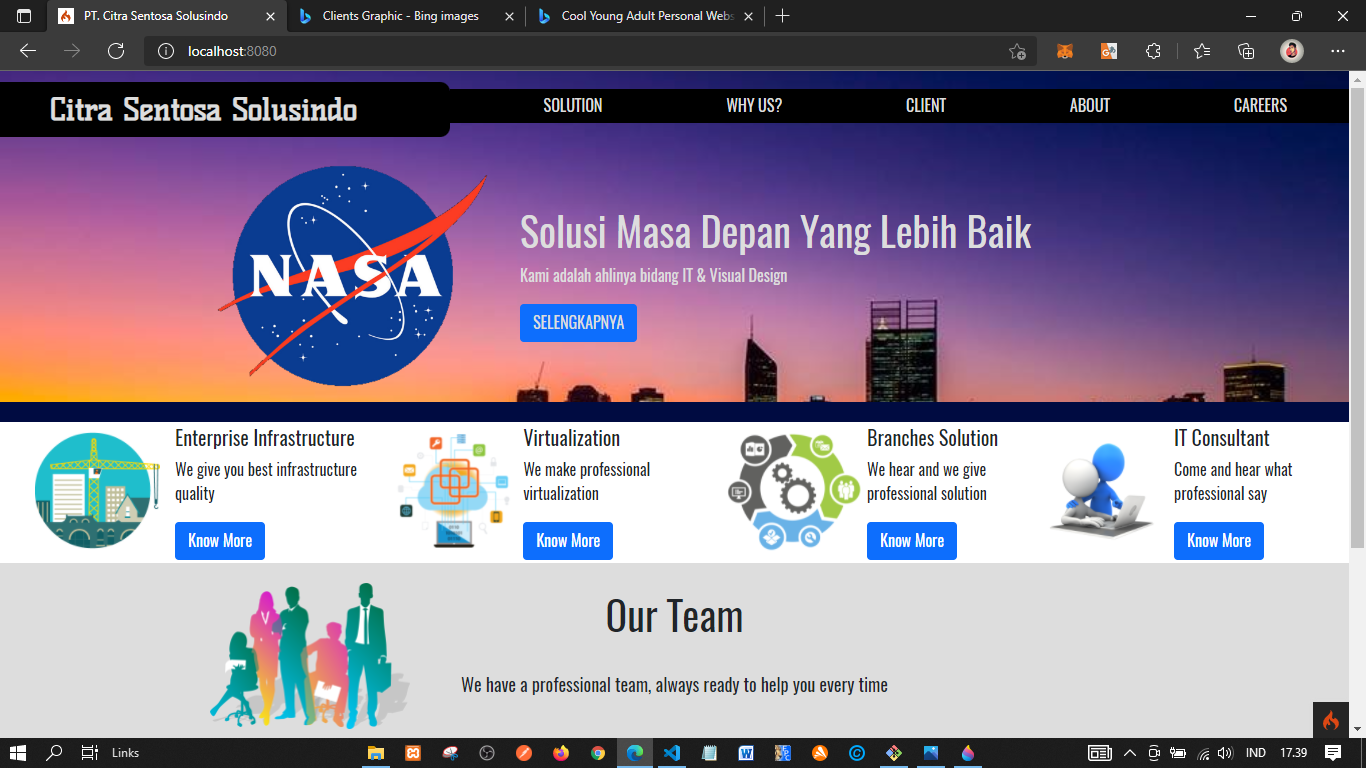 PT. Citra Sentosa Solusindo
Clients Graphic - Bing images
Cool Young Adult Personal Webs
localhost:8080
Citra Sentosa Solusindo
SOLUTION
WHY US?
CLIENT
ABOUT
CAREERS
NASA
Solusi Masa Depan Yang Lebih Baik
Kami adalah ahlinya bidang IT & Visual Design
SELENGKAPNYA
Enterprise Infrastructure
We give you best infrastructure
quality
Know More
Virtualization
We make professional
virtualization
Know More
Branches Solution
We hear and we give
professional solution
Know More
IT Consultant
Come and hear what
professional say
Know More
Our Team
We have a professional team, always ready to help you every time
Links
IND
17.39